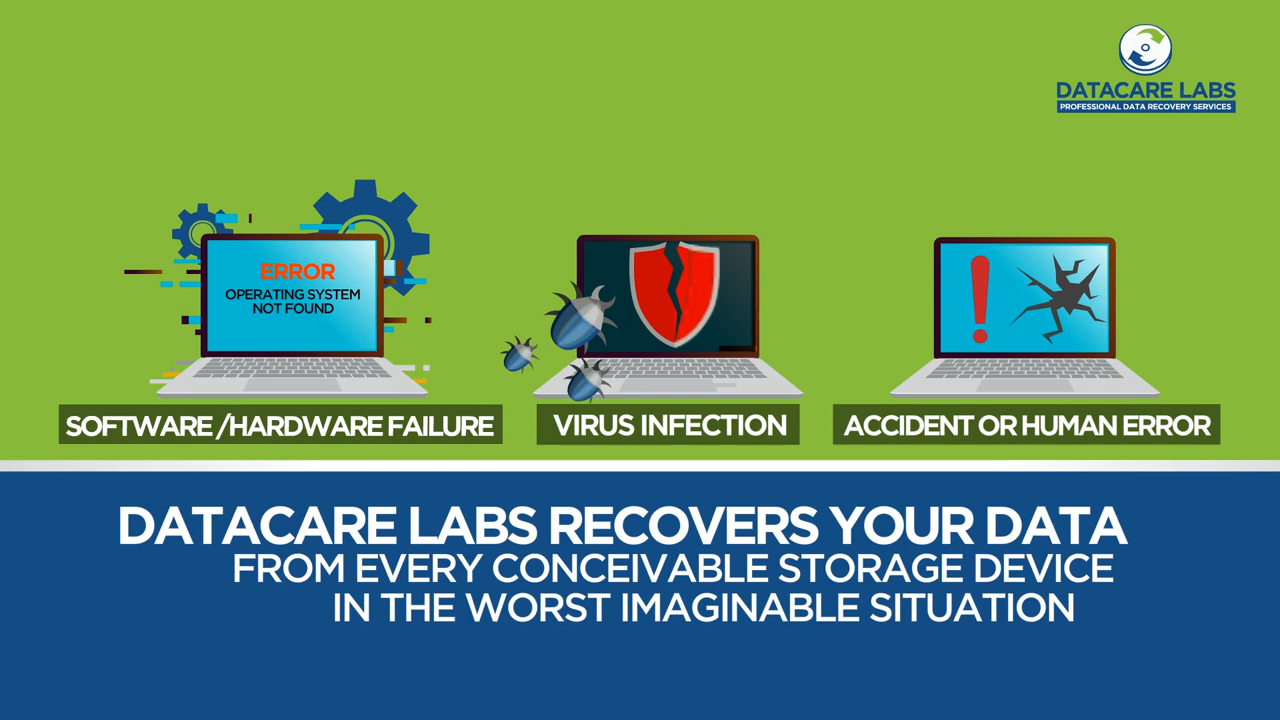 DATACARE LABS
PROFESSIONAL DATA RECOVERY SERVICES
ERROR
OPERATING SYSTEM
NOT FOUND
SOFTWARE /HARDWARE FAILURE
VIRUS INFECTION
ACCIDENT OR HUMAN ERROR
DATACARE LABS RECOVERS YOUR DATA
FROM EVERY CONCEIVABLE STORAGE DEVICE
IN THE WORST IMAGINABLE SITUATION